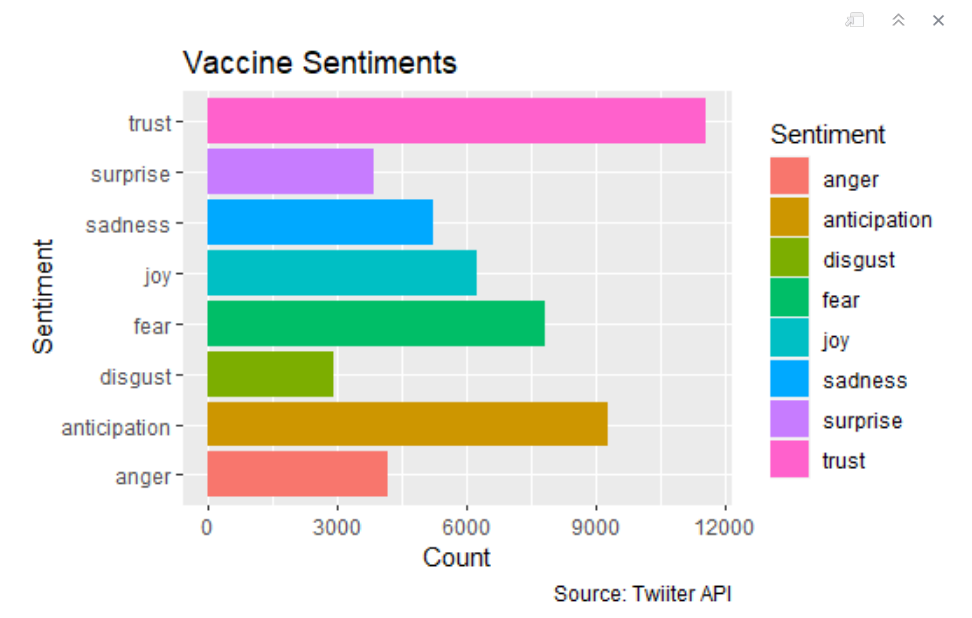 Vaccine Sentiments
Sentiment
trust
surprise
sadness
joy
fear
disgust
anticipation
anger
0 3000 6000 9000 12000
Count
Source: Twiiter API
Sentiment
anger
anticipation
disgust
fear
joy
sadness
surprise
trust